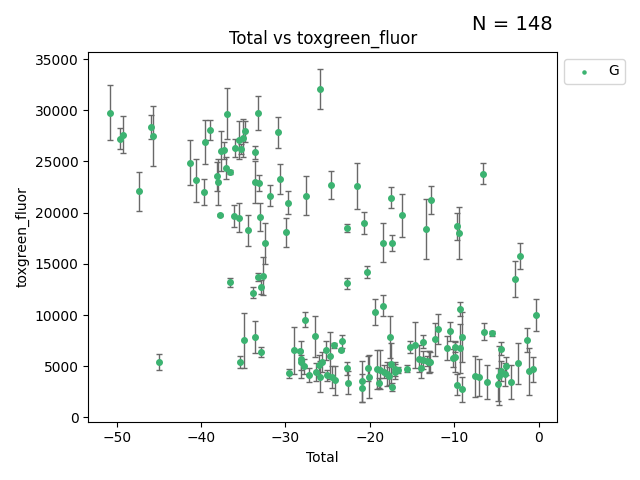 N = 148
Total vs toxgreen_fluor
G
toxgreen_fluor
35000
30000
25000
20000
15000
10000
5000
0
−50 −40 −30 −20 −10 0
Total